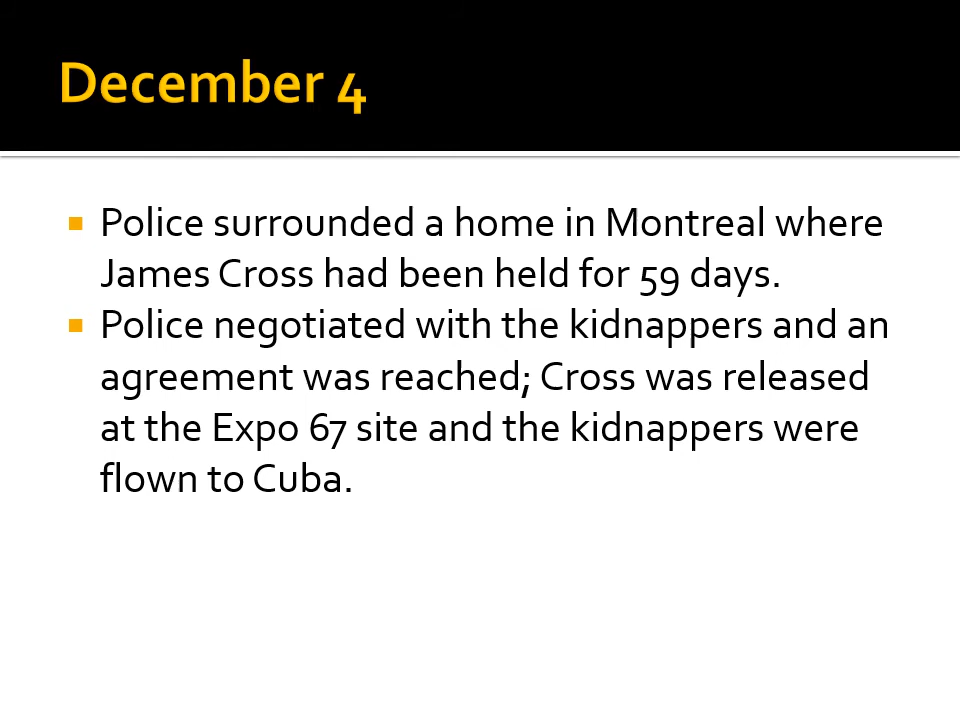 December 4
Police surrounded a home in Montreal where
James Cross had been held for 59 days.
Police negotiated with the kidnappers and an
agreement was reached; Cross was released
at the Expo 67 site and the kidnappers were
flown to Cuba.